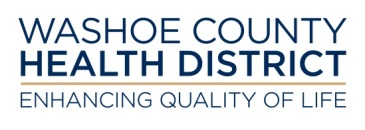 WASHOE COUNTY
HEALTH DISTRICT
ENHANCING QUALITY OF LIFE